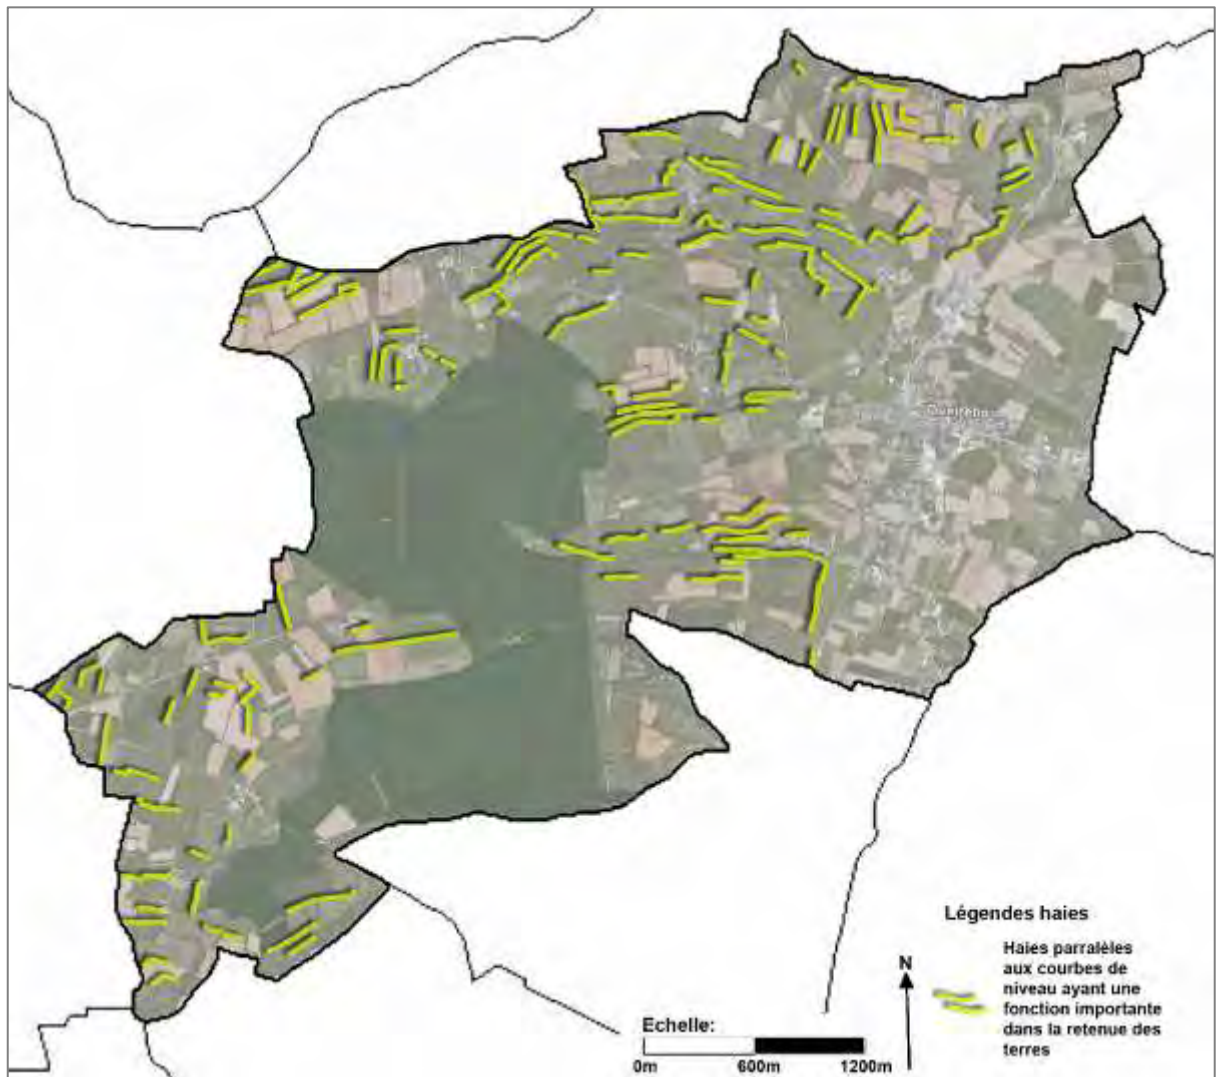 Légendes haies
Haies parralèles
aux courbes de
niveau ayant une
fonction importante
dans la retenue des
terres
N
Echelle:
0m 600m 1200m